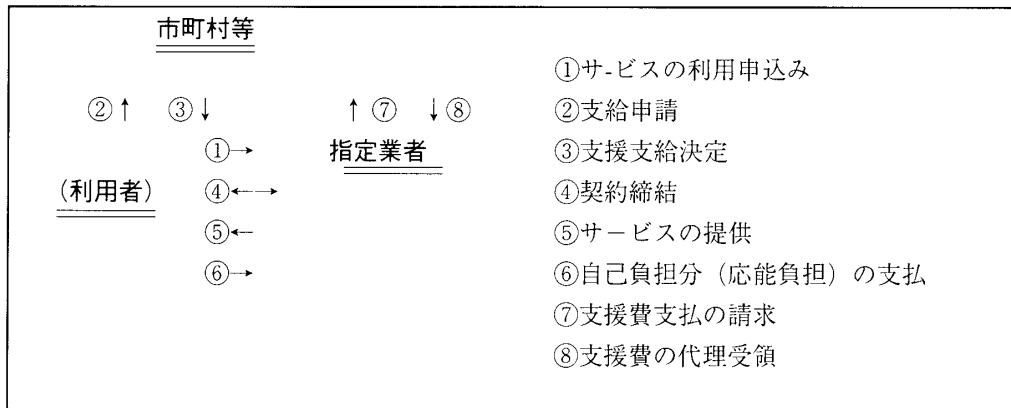 市町村等
②↑ ③↓ ↑⑦ ↓⑧
①→ 指定業者
(利用者) ④←→
⑤←
⑥→
①サ-ビスの利用申込み
②支給申請
③支援支給決定
④契約締結
⑤サ−ビスの提供
⑥自己負担分（応能負担）の支払
⑦支援費支払の請求
⑧支援費の代理受領